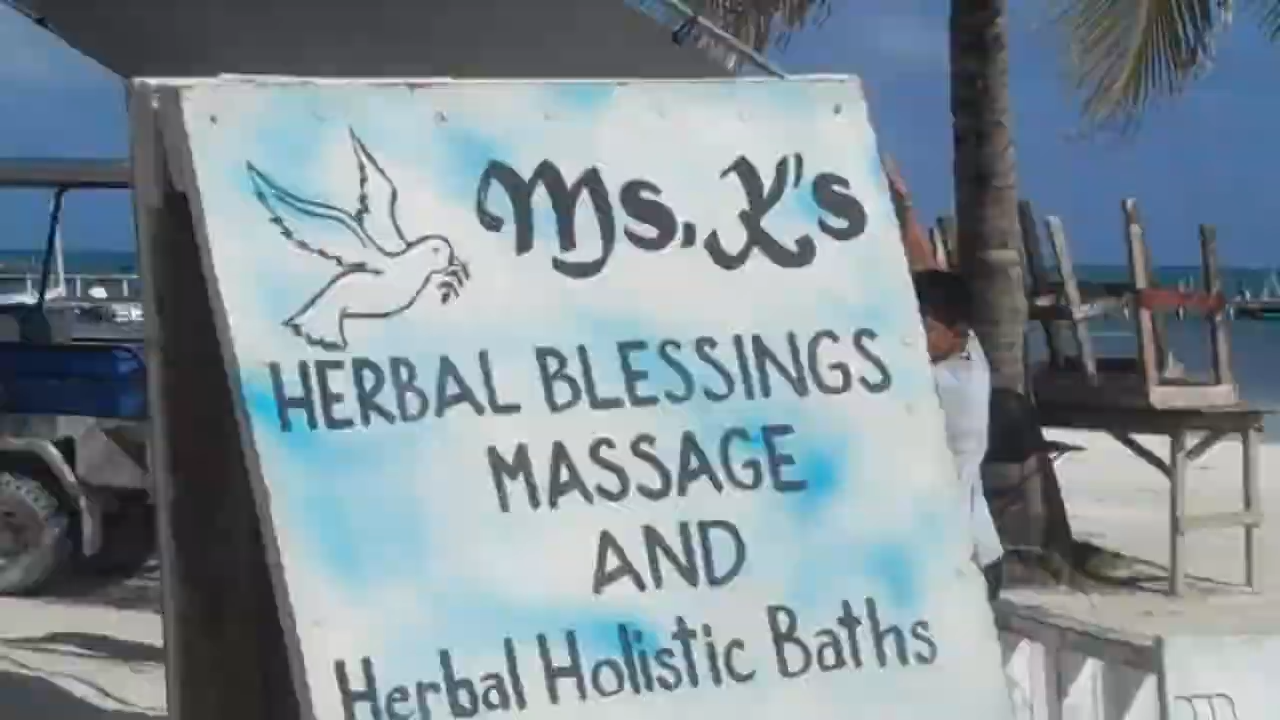 Ms. K's
HERBAL BLESSINGS
MASSAGE
AND
Herbal Holistic Baths